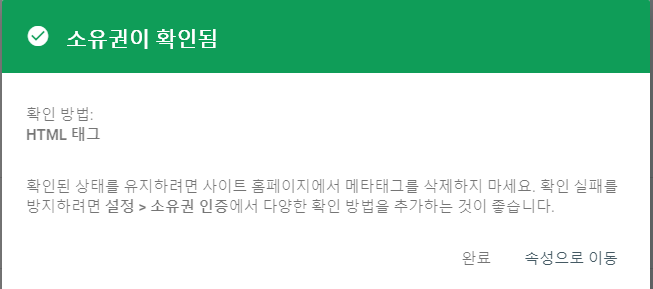 소유권이 확인됨
확인 방법:
HTML 태그
확인된 상태를 유지하려면 사이트 홈페이지에서 메타태그를 삭제하지 마세요. 확인 실패를
방지하려면 설정 > 소유권 인증에서 다양한 확인 방법을 추가하는 것이 좋습니다.
완료 속성으로 이동